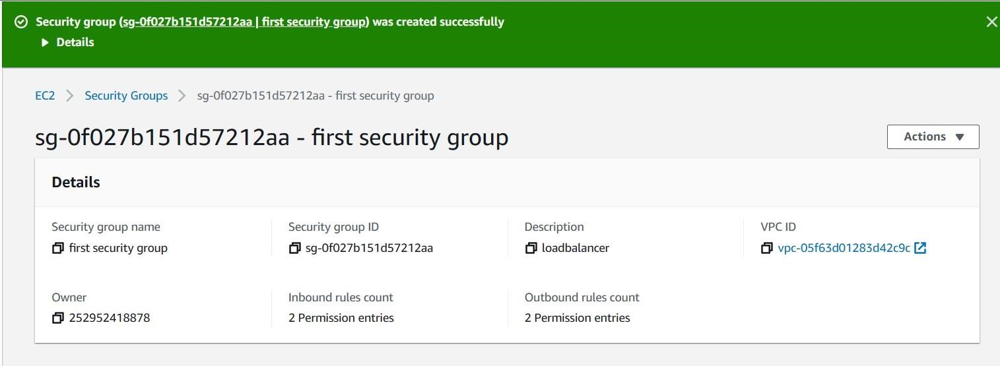 Security group (sg-0f027b151d57212aa | first security group) was created successfully
Details
EC2 Security Groups sg-0f027b151d57212aa - first security group
sg-0f027b151d57212aa - first security group
Actions
Details
Security group name Security group ID Description VPC ID
first security group sg-0f027b151d57212aa loadbalancer vpc-05f63d01283d42c9c
Owner Inbound rules count Outbound rules count
252952418878 2 Permission entries 2 Permission entries